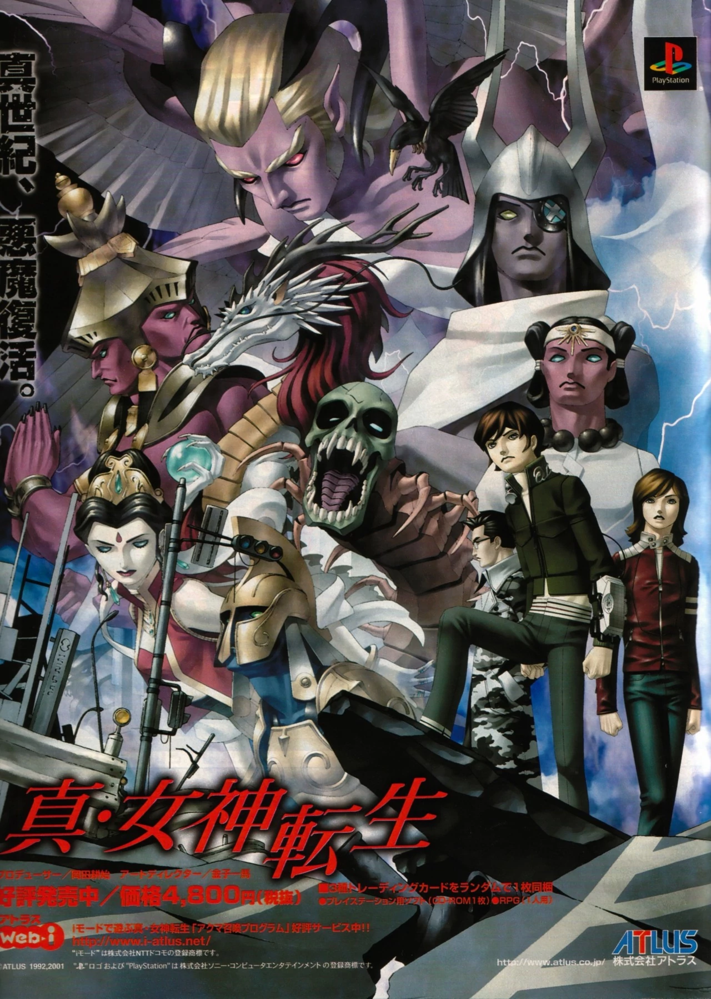 真世紀、悪魔復活。
PlayStation
真・女神転生
プロデューサー／岡田耕始 アートディレクター／金子一馬
好評発売中／価格4,800円(税抜)
■3種トレーディングカードをランダムで1枚同梱
●プレイステーション用ソフト(CD-ROM1枚)●RPG(1人用)
アトラス
web-i
iモードで遊ぶ真・女神転生「アクマ召喚プログラム」好評サービス中!!
http://www.i-atlus.net/
"iモード"は株式会社NTTドコモの登録商標です。
©ATLUS 1992,2001 "PS"ロゴおよび"PlayStation"は株式会社ソニー・コンピュータエンタテインメントの登録商標です。
ATLUS
http://www.atlus.co.jp/ 株式会社アトラス